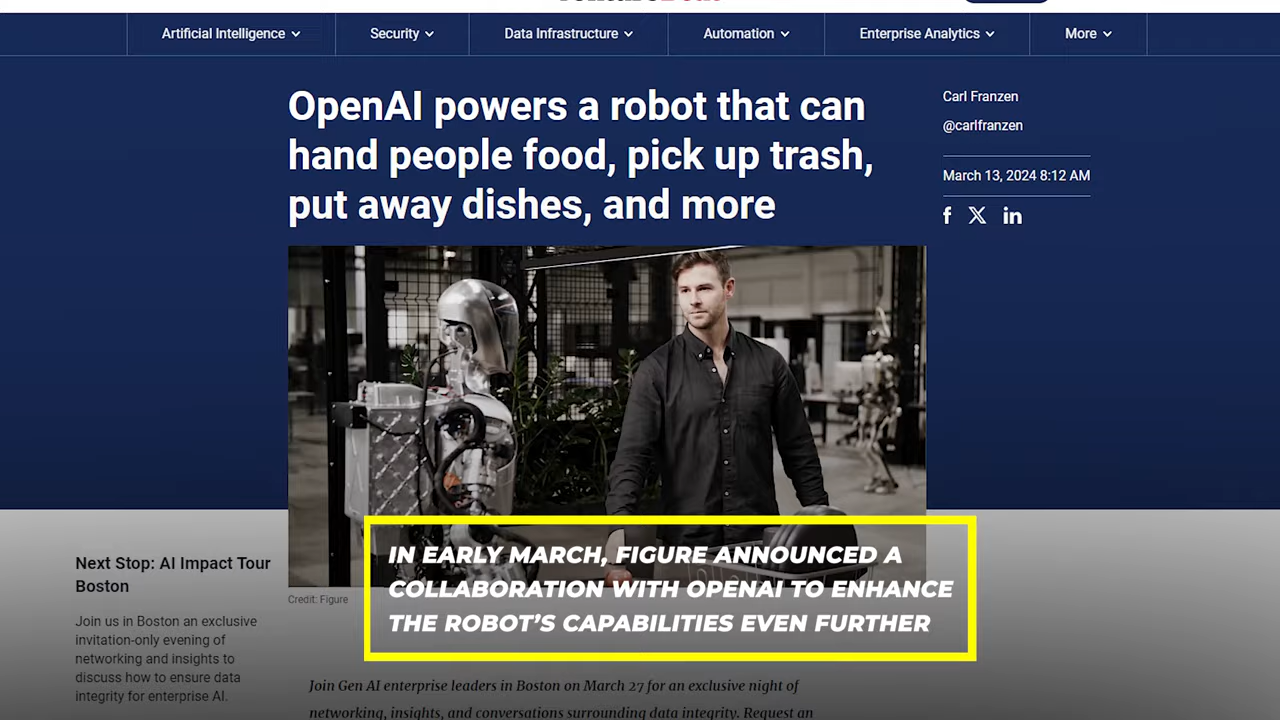 Artificial Intelligence
Security
Data Infrastructure
Automation
Enterprise Analytics
More
OpenAI powers a robot that can
hand people food, pick up trash,
put away dishes, and more
Carl Franzen
@carlfranzen
March 13, 2024 8:12 AM
IN EARLY MARCH, FIGURE ANNOUNCED A
COLLABORATION WITH OPENAI TO ENHANCE
THE ROBOT’S CAPABILITIES EVEN FURTHER
Credit: Figure
Next Stop: AI Impact Tour
Boston
Join us in Boston an exclusive
invitation-only evening of
networking and insights to
discuss how to ensure data
integrity for enterprise AI.
Join Gen AI enterprise leaders in Boston on March 27 for an exclusive night of
networking, insights, and conversations surrounding data integrity. Request an